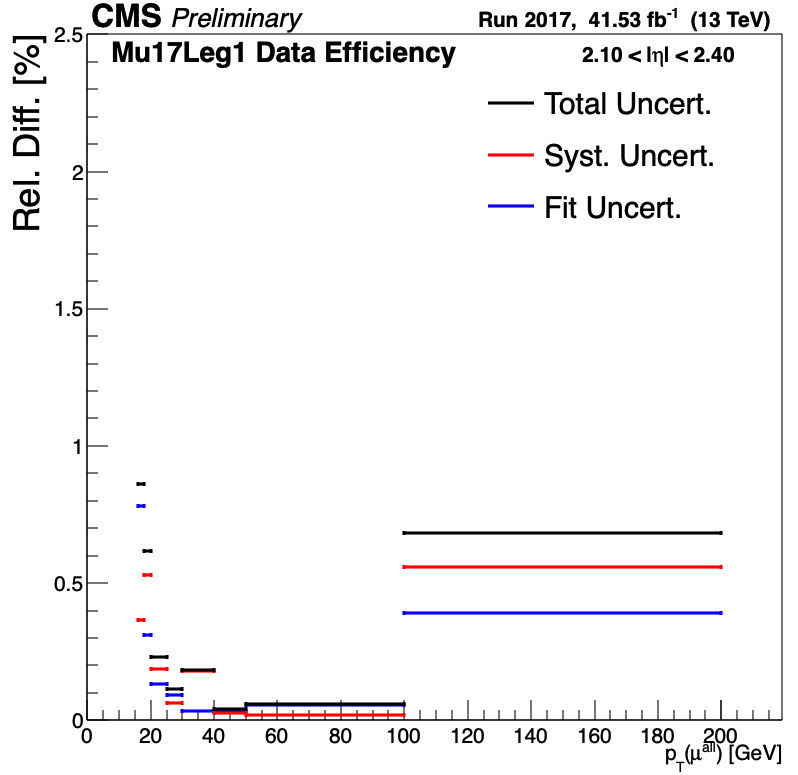 CMS Preliminary Run 2017, 41.53 fb⁻¹ (13 TeV)
Mu17Leg1 Data Efficiency 2.10 < |η| < 2.40
Total Uncert.
Syst. Uncert.
Fit Uncert.
Rel. Diff. [%]
2.5
2
1.5
1
0.5
0
0 20 40 60 80 100 120 140 160 180 200
p_T(μ^all) [GeV]